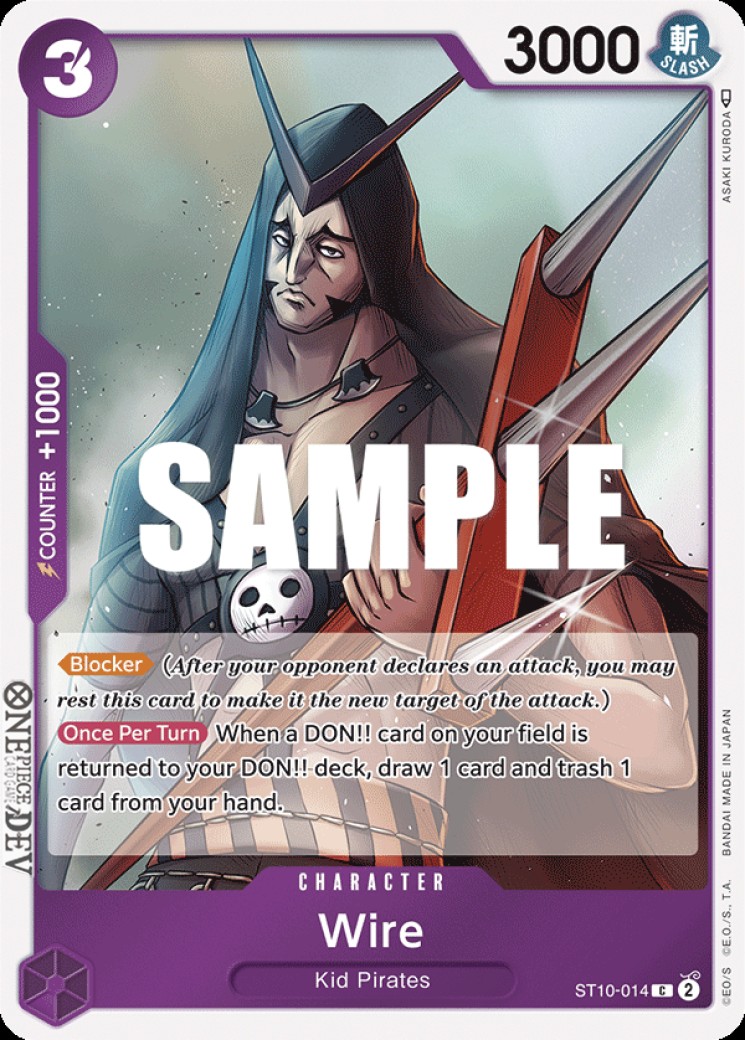 3
3000
斬
SLASH
ASAKI KURODA
COUNTER +1000
SAMPLE
Blocker (After your opponent declares an attack, you may
rest this card to make it the new target of the attack.)
Once Per Turn When a DON!! card on your field is
returned to your DON!! deck, draw 1 card and trash 1
card from your hand.
ONE PIECE
CARD GAME
DEV
BANDAI MADE IN JAPAN
©E.O./S., T.A.
©EO/S
CHARACTER
Wire
Kid Pirates
ST10-014 C 2